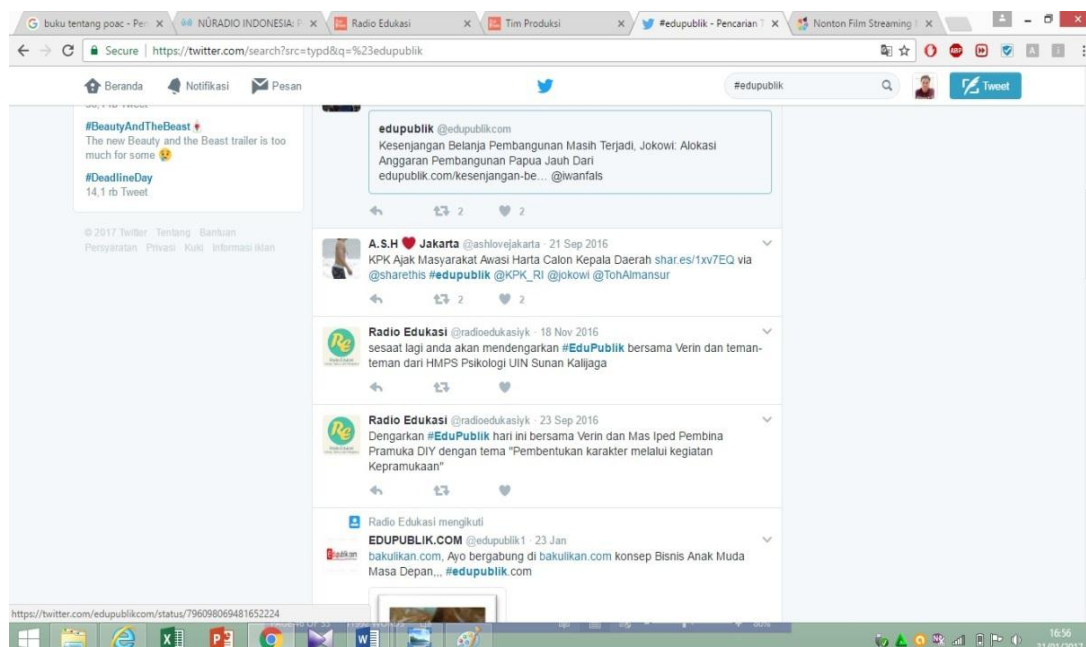 buku tentang poac - Pe
NÚRADIO INDONESIA: P
Radio Edukasi
Tim Produksi
#edupublik - Pencarian T
Nonton Film Streaming
Secure https://twitter.com/search?src=typd&q=%23edupublik
Beranda Notifikasi Pesan #edupublik Tweet
#BeautyAndTheBeast
The new Beauty and the Beast trailer is too
much for some
#DeadlineDay
14,1 rb Tweet
© 2017 Twitter Tentang Bantuan
Persyaratan Privasi Kuki Informasi iklan
edupublik @edupublikcom
Kesenjangan Belanja Pembangunan Masih Terjadi, Jokowi: Alokasi
Anggaran Pembangunan Papua Jauh Dari
edupublik.com/kesenjangan-be... @iwanfals
2 2
A.S.H ❤ Jakarta @ashlovejakarta · 21 Sep 2016
KPK Ajak Masyarakat Awasi Harta Calon Kepala Daerah shar.es/1xv7EQ via
@sharethis #edupublik @KPK_RI @jokowi @TohAlmansur
2 2
Radio Edukasi @radioedukasiyk · 18 Nov 2016
sesaat lagi anda akan mendengarkan #EduPublik bersama Verin dan teman-
teman dari HMPS Psikologi UIN Sunan Kalijaga
Radio Edukasi @radioedukasiyk · 23 Sep 2016
Dengarkan #EduPublik hari ini bersama Verin dan Mas Iped Pembina
Pramuka DIY dengan tema "Pembentukan karakter melalui kegiatan
Kepramukaan"
Radio Edukasi mengikuti
EDUPUBLIK.COM @edupublik1 · 23 Jan
bakulikan.com, Ayo bergabung di bakulikan.com konsep Bisnis Anak Muda
Masa Depan,,, #edupublik.com
https://twitter.com/edupublikcom/status/796098069481652224
16:56
31/01/2017